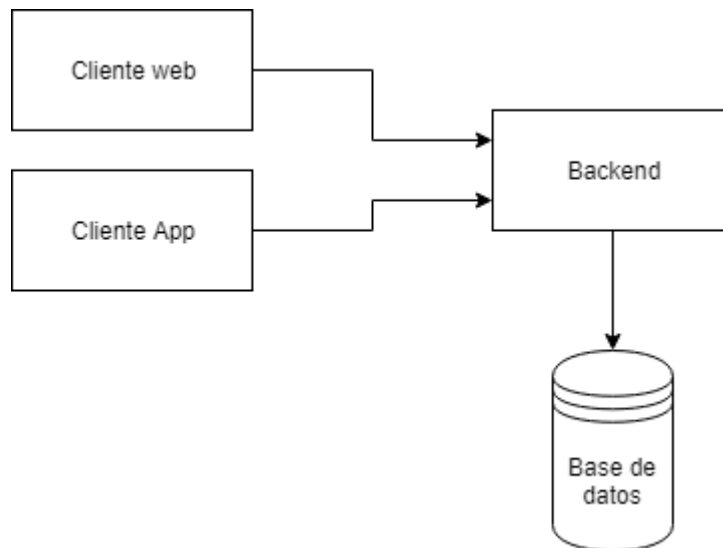 Cliente web
Cliente App
Backend
Base de
datos